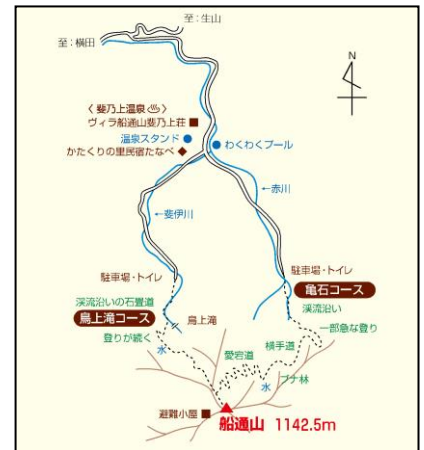 至：生山
至：横田
N
〈 斐乃上温泉♨ 〉
ヴィラ船通山斐乃上荘
温泉スタンド
わくわくプール
かたくりの里民宿たなべ
←赤川
←斐伊川
駐車場・トイレ
駐車場・トイレ
亀石コース
渓流沿いの石畳道
渓流沿い
鳥上滝コース
鳥上滝
一部急な登り
登りが続く
横手道
水
愛宕道
ブナ林
水
避難小屋
船通山 1142.5m